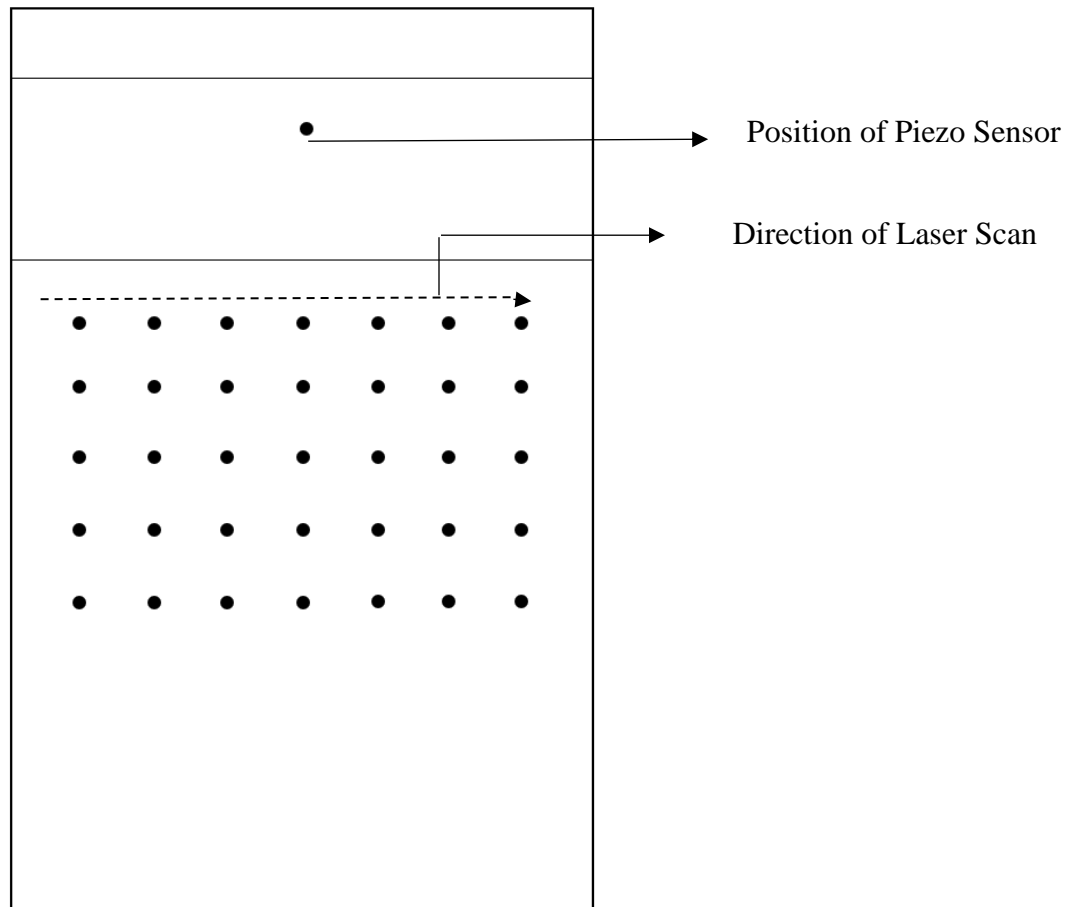 Position of Piezo Sensor
Direction of Laser Scan